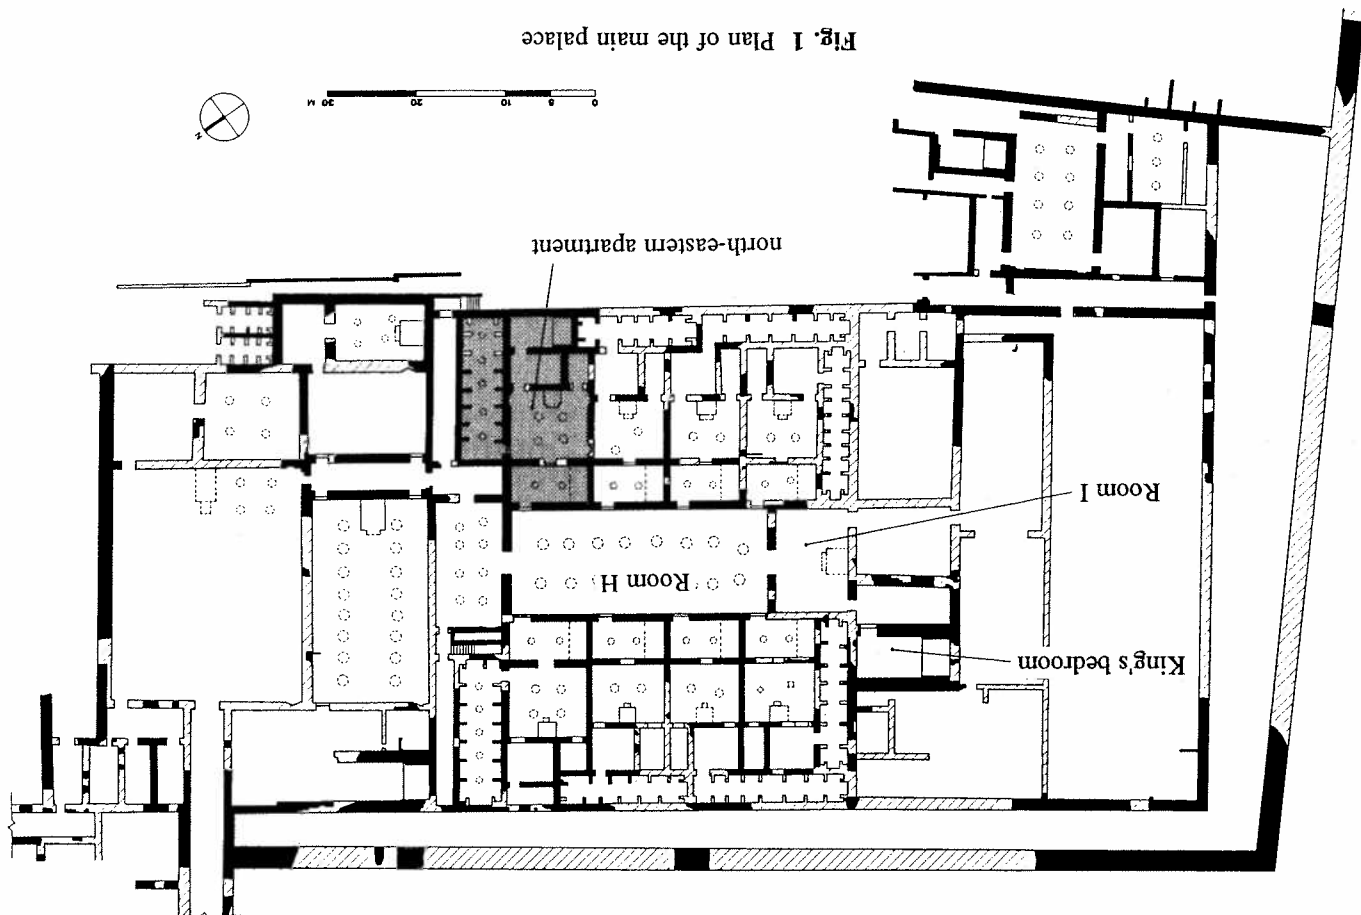 King's bedroom
Room H
Room I
north-eastern apartment
0 5 10 20 30 M
N
Fig. 1 Plan of the main palace